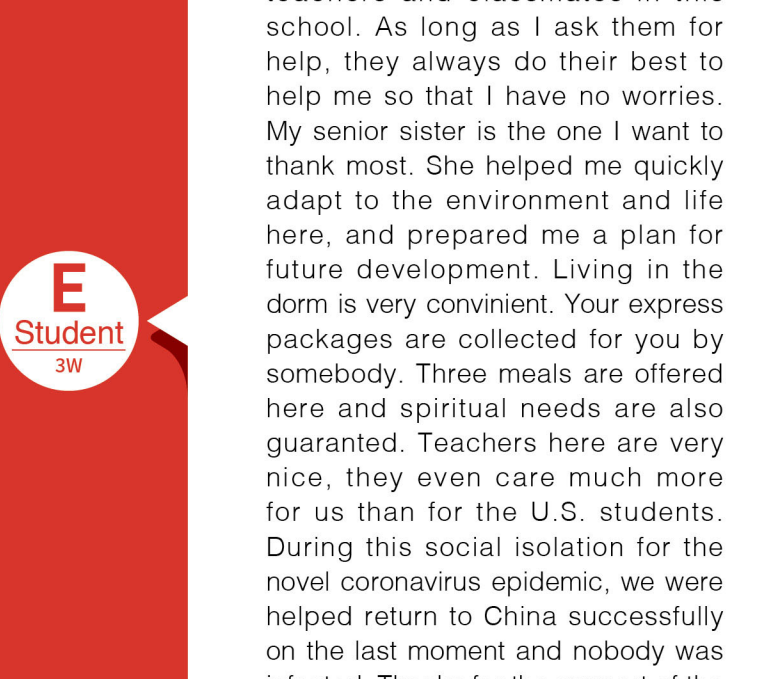 school. As long as I ask them for
help, they always do their best to
help me so that I have no worries.
My senior sister is the one I want to
thank most. She helped me quickly
adapt to the environment and life
here, and prepared me a plan for
future development. Living in the
dorm is very convinient. Your express
packages are collected for you by
somebody. Three meals are offered
here and spiritual needs are also
guaranted. Teachers here are very
nice, they even care much more
for us than for the U.S. students.
During this social isolation for the
novel coronavirus epidemic, we were
helped return to China successfully
on the last moment and nobody was
E
Student
3W